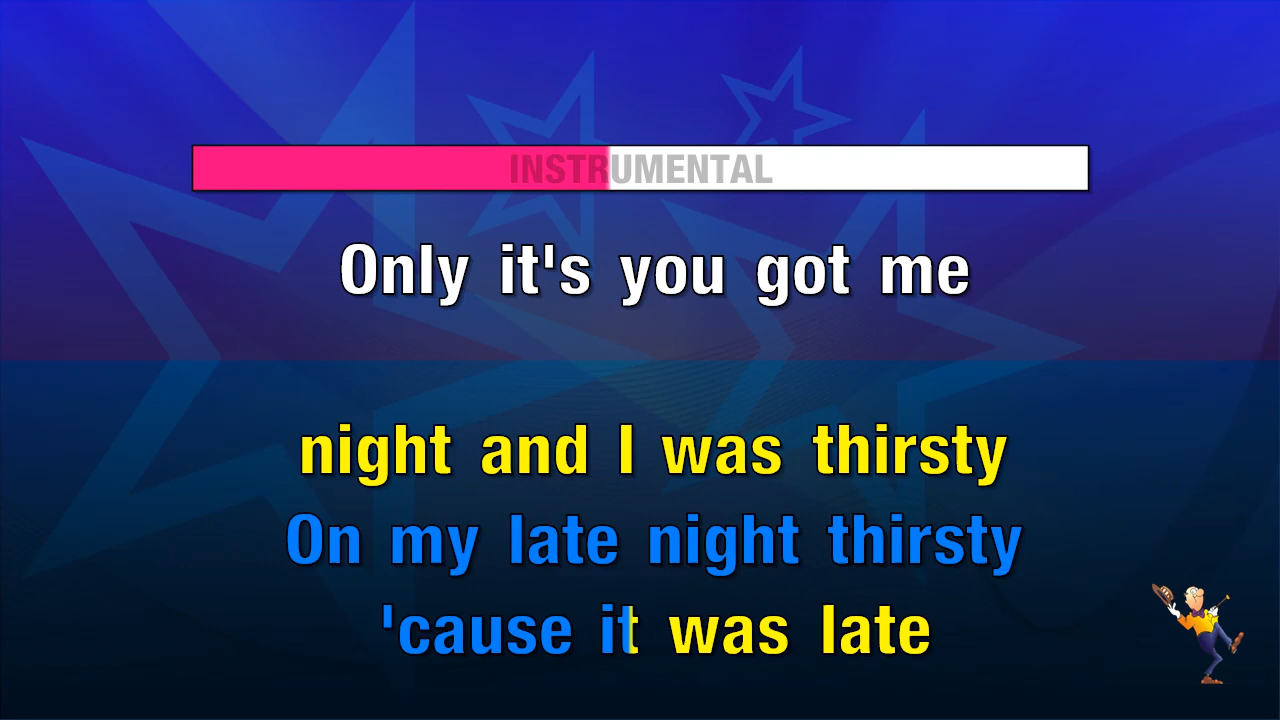 INSTRUMENTAL
Only it's you got me
night and I was thirsty
On my late night thirsty
'cause it was late